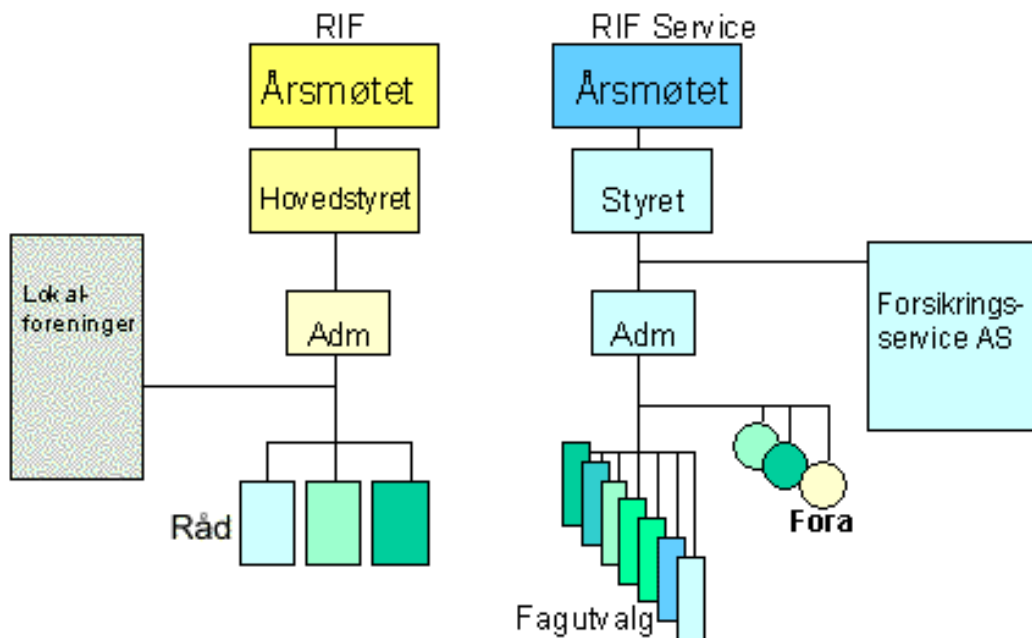 RIF
Årsmøtet
Hovedstyret
Lokal-
foreninger
Adm
Råd
RIF Service
Årsmøtet
Styret
Forsikrings-
service AS
Adm
Fora
Fagutvalg